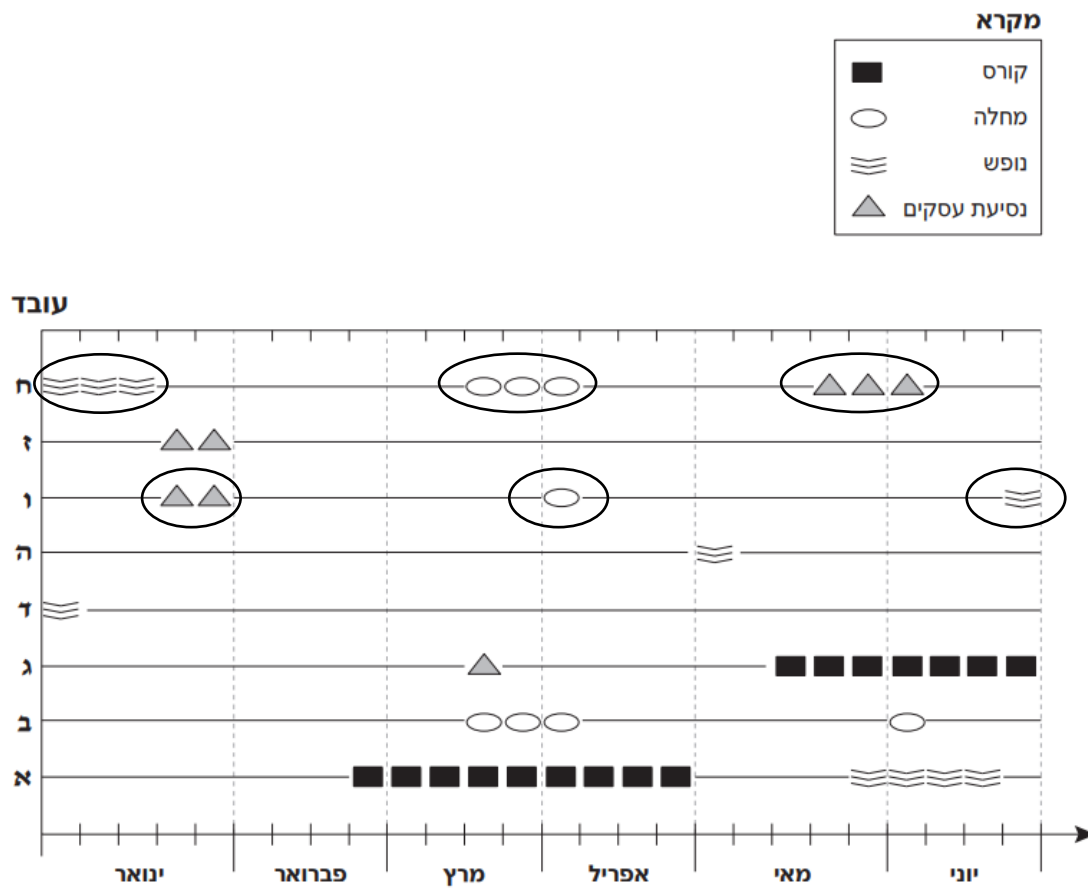 מקרא
קורס
מחלה
נופש
נסיעת עסקים
עובד
ח
ז
ו
ה
ד
ג
ב
א
ינואר פברואר מרץ אפריל מאי יוני